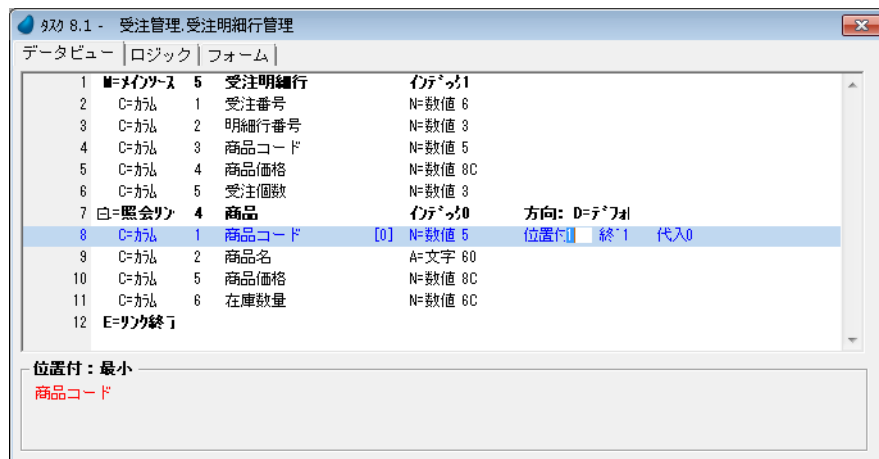 ﾀｽｸ 8.1 - 受注管理.受注明細行管理
データビュー ロジック フォーム
1 M=ﾒｲﾝｿｰｽ 5 受注明細行 ｲﾝﾃﾞｯｸｽ1
2 C=ｶﾗﾑ 1 受注番号 N=数値 6
3 C=ｶﾗﾑ 2 明細行番号 N=数値 3
4 C=ｶﾗﾑ 3 商品コード N=数値 5
5 C=ｶﾗﾑ 4 商品価格 N=数値 8C
6 C=ｶﾗﾑ 5 受注個数 N=数値 3
7 =照会ﾘﾝ 4 商品 方向: D=ﾃﾞﾌｫﾙ
8 C=ｶﾗﾑ 1 商品コード [0] N=数値 5 位置付 1 終 1 代入0
9 C=ｶﾗﾑ 2 商品名 A=文字 60
10 C=ｶﾗﾑ 5 商品価格 N=数値 8C
11 C=ｶﾗﾑ 6 在庫数量 N=数値 6C
12 E=ﾘﾝｸ終了
位置付：最小
商品コード